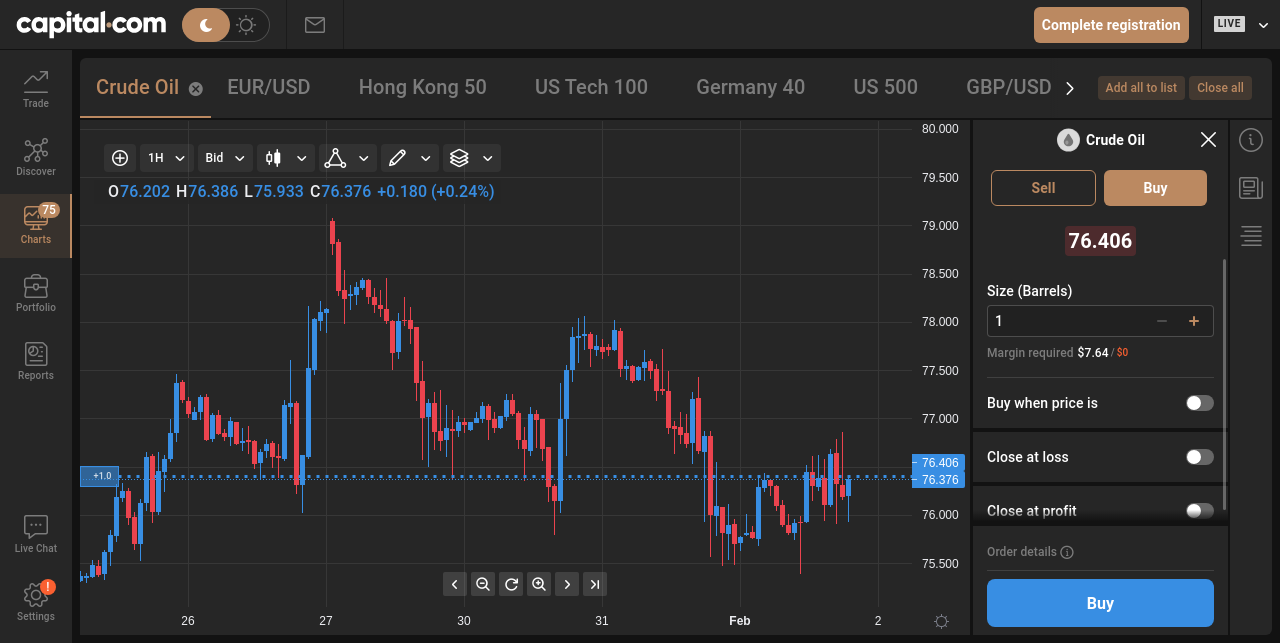 capital.com
Complete registration
LIVE
Trade
Discover
75
Charts
Portfolio
Reports
Live Chat
!
Settings
Crude Oil
EUR/USD
Hong Kong 50
US Tech 100
Germany 40
US 500
GBP/USD
Add all to list
Close all
1H
Bid
O76.202 H76.386 L75.933 C76.376 +0.180 (+0.24%)
+1.0
80.000
79.500
79.000
78.500
78.000
77.500
77.000
76.406
76.376
76.000
75.500
26
27
30
31
Feb
2
Crude Oil
Sell
Buy
76.406
Size (Barrels)
1
Margin required $7.64 / $0
Buy when price is
Close at loss
Close at profit
Order details
Buy